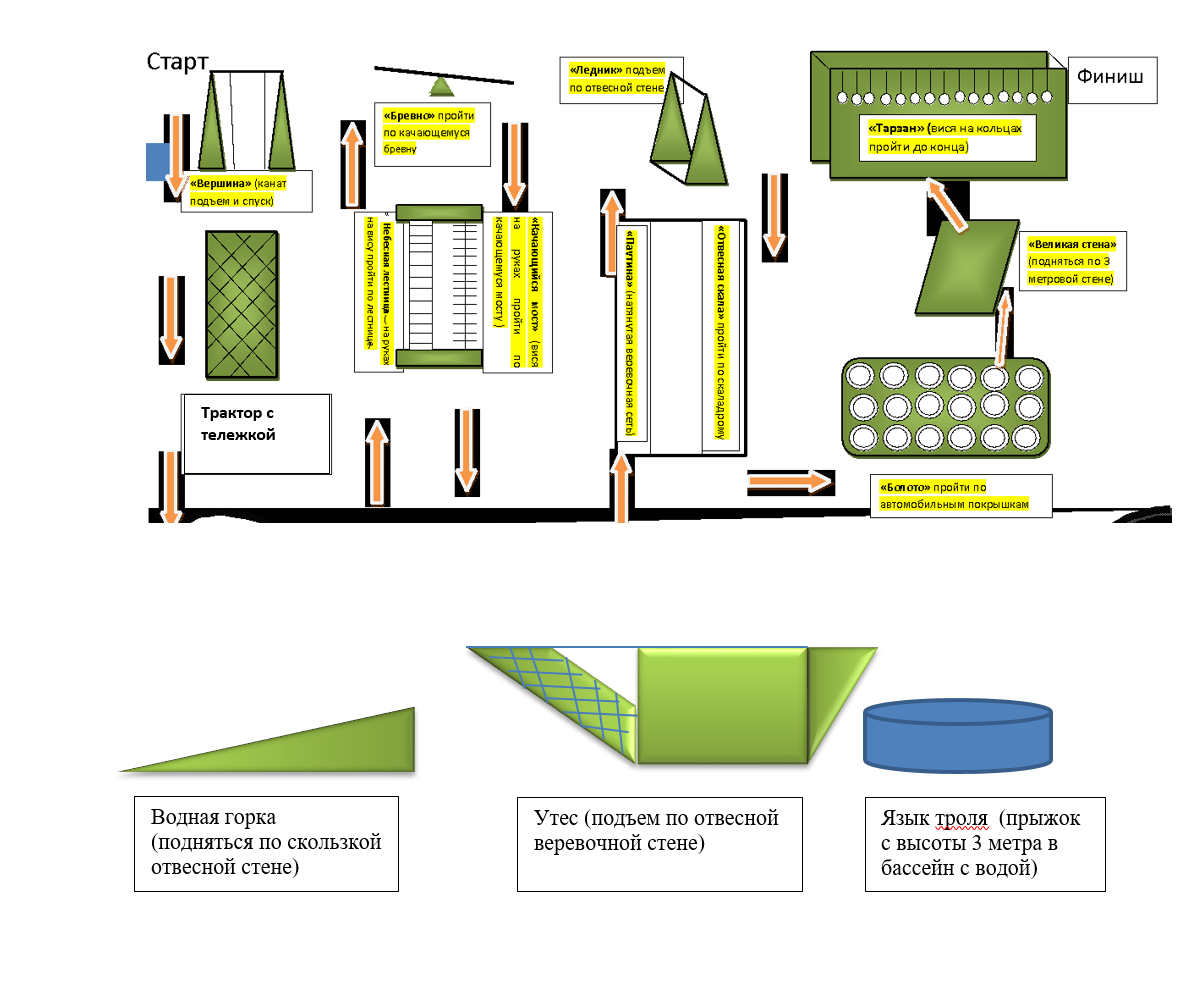 Старт
«Вершина» (канат
подъем и спуск)
Трактор с
тележкой
« Небесная лестница – на руках
на вису пройти по лестнице.
«Бревно» пройти
по качающемуся
бревну
«Качающийся мост» (вися
на руках пройти по
качающемуся мосту)
«Паутина» (натянутая веревочная сеть)
«Ледник» подъем
по отвесной стене
«Отвесная скала» пройти по скаладрому
«Болото» пройти по
автомобильным покрышкам
«Великая стена»
(подняться по 3
метровой стене)
«Тарзан» (вися на кольцах
пройти до конца)
Финиш
Водная горка
(подняться по скользкой
отвесной стене)
Утес (подъем по отвесной
веревочной стене)
Язык троля (прыжок
с высоты 3 метра в
бассейн с водой)